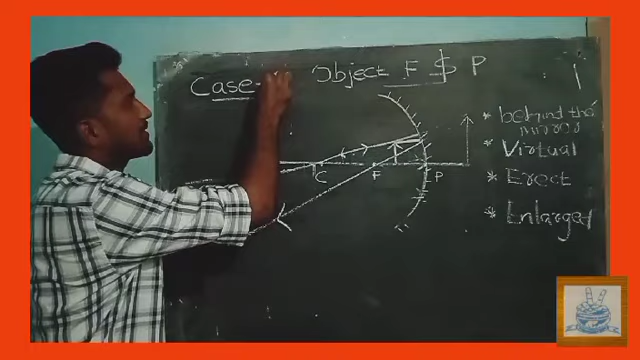 Case-
Object F $ P
* behind the
mirror
* Virtual
* Erect
* Enlarged
C
F
P